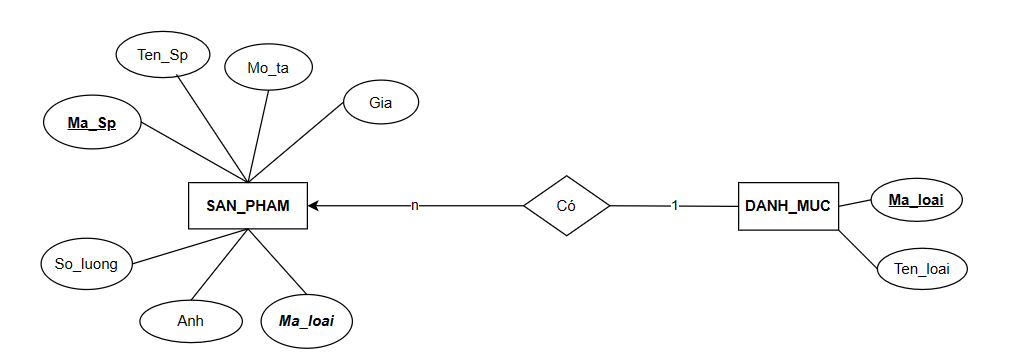 Ten_Sp
Mo_ta
Gia
Ma_Sp
SAN_PHAM
n
Có
1
DANH_MUC
Ma_loai
Ten_loai
So_luong
Anh
Ma_loai